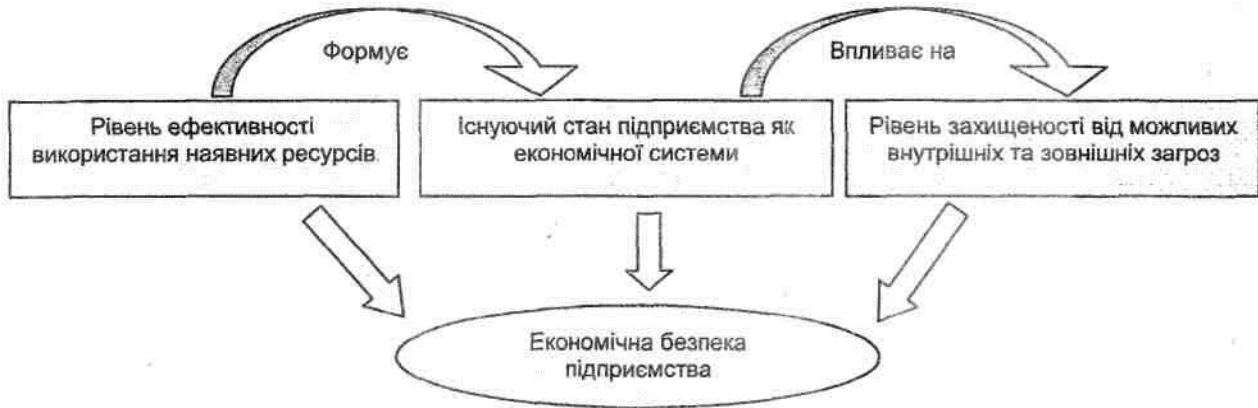 Формує
Впливає на
Рівень ефективності
використання наявних ресурсів.
Існуючий стан підприємства як
економічної системи
Рівень захищеності від можливих
внутрішніх та зовнішніх загроз
Економічна безпека
підприємства